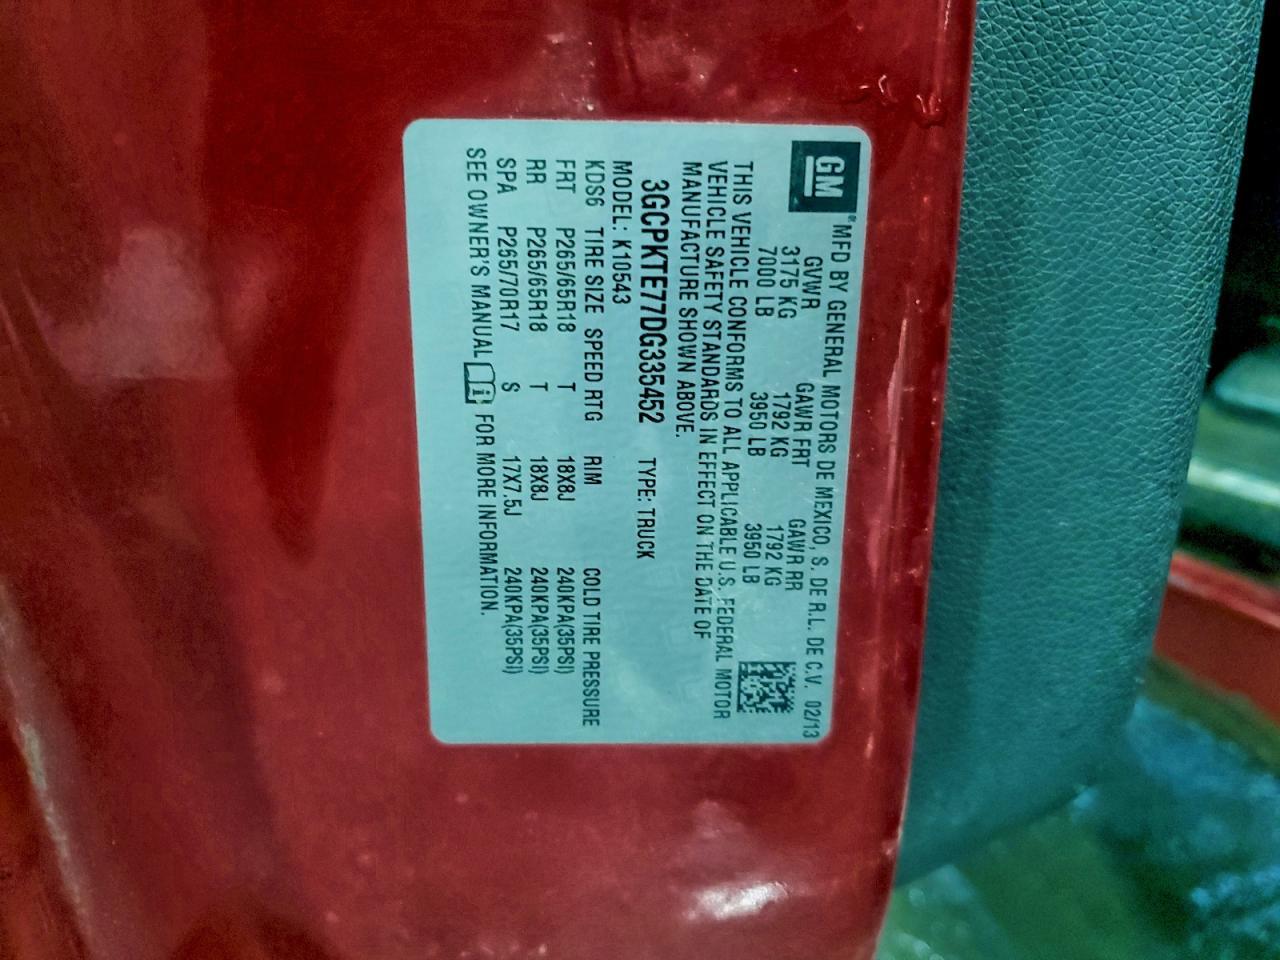 GM ® MFD BY GENERAL MOTORS DE MEXICO, S. DE R.L. DE C.V. 02/13
GVWR GAWR FRT GAWR RR
3175 KG 1792 KG 1792 KG
7000 LB 3950 LB 3950 LB
THIS VEHICLE CONFORMS TO ALL APPLICABLE U.S. FEDERAL MOTOR
VEHICLE SAFETY STANDARDS IN EFFECT ON THE DATE OF
MANUFACTURE SHOWN ABOVE.
3GCPKTE77DG335452 TYPE: TRUCK
MODEL: K10543
KDS6 TIRE SIZE SPEED RTG RIM COLD TIRE PRESSURE
FRT P265/65R18 T 18X8J 240KPA(35PSI)
RR P265/65R18 T 18X8J 240KPA(35PSI)
SPA P265/70R17 S 17X7.5J 240KPA(35PSI)
SEE OWNER'S MANUAL i FOR MORE INFORMATION.